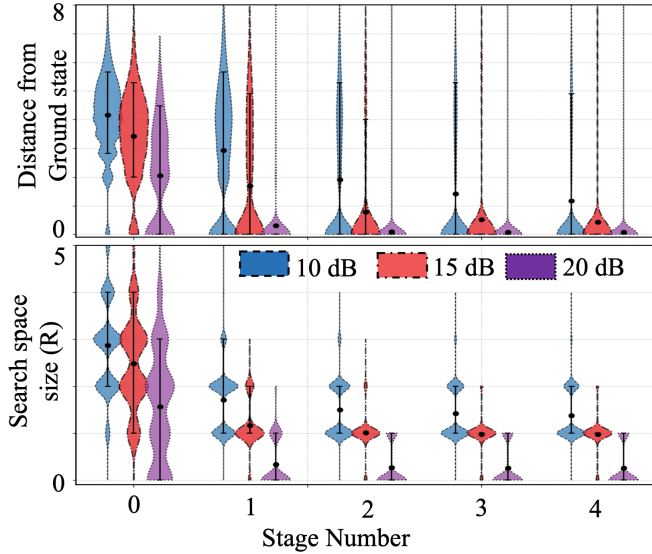 8
Distance from
Ground state
0
5
10 dB 15 dB 20 dB
Search space
size (R)
0
0 1 2 3 4
Stage Number